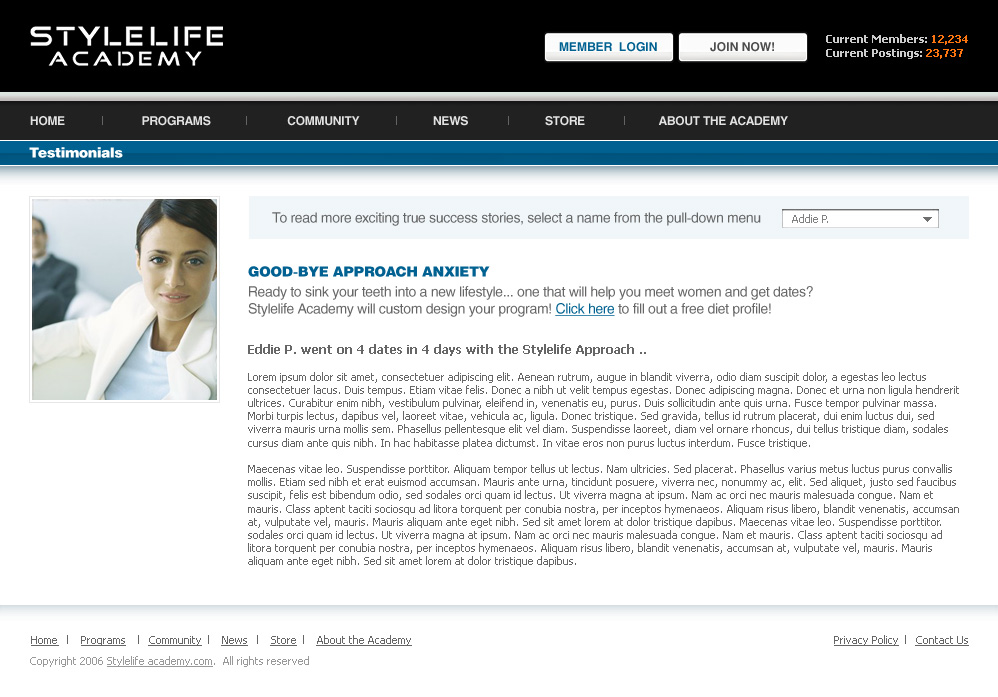 STYLELIFE
ACADEMY
MEMBER LOGIN
JOIN NOW!
Current Members: 12,234
Current Postings: 23,737
HOME | PROGRAMS | COMMUNITY | NEWS | STORE | ABOUT THE ACADEMY
Testimonials
To read more exciting true success stories, select a name from the pull-down menu
Addie P.
GOOD-BYE APPROACH ANXIETY
Ready to sink your teeth into a new lifestyle... one that will help you meet women and get dates?
Stylelife Academy will custom design your program! Click here to fill out a free diet profile!
Eddie P. went on 4 dates in 4 days with the Stylelife Approach ..
Lorem ipsum dolor sit amet, consectetuer adipiscing elit. Aenean rutrum, augue in blandit viverra, odio diam suscipit dolor, a egestas leo lectus
consectetuer lacus. Duis tempus. Etiam vitae felis. Donec a nibh ut velit tempus egestas. Donec adipiscing magna. Donec et urna non ligula hendrerit
ultrices. Curabitur enim nibh, vestibulum pulvinar, eleifend in, venenatis eu, purus. Duis sollicitudin ante quis urna. Fusce tempor pulvinar massa.
Morbi turpis lectus, dapibus vel, laoreet vitae, vehicula ac, ligula. Donec tristique. Sed gravida, tellus id rutrum placerat, dui enim luctus dui, sed
viverra mauris urna mollis sem. Phasellus pellentesque elit vel diam. Suspendisse laoreet, diam vel ornare rhoncus, dui tellus tristique diam, sodales
cursus diam ante quis nibh. In hac habitasse platea dictumst. In vitae eros non purus luctus interdum. Fusce tristique.
Maecenas vitae leo. Suspendisse porttitor. Aliquam tempor tellus ut lectus. Nam ultricies. Sed placerat. Phasellus varius metus luctus purus convallis
mollis. Etiam sed nibh et erat euismod accumsan. Mauris ante urna, tincidunt posuere, viverra nec, nonummy ac, elit. Sed aliquet, justo sed faucibus
suscipit, felis est bibendum odio, sed sodales orci quam id lectus. Ut viverra magna at ipsum. Nam ac orci nec mauris malesuada congue. Nam et
mauris. Class aptent taciti sociosqu ad litora torquent per conubia nostra, per inceptos hymenaeos. Aliquam risus libero, blandit venenatis, accumsan
at, vulputate vel, mauris. Mauris aliquam ante eget nibh. Sed sit amet lorem at dolor tristique dapibus. Maecenas vitae leo. Suspendisse porttitor.
sodales orci quam id lectus. Ut viverra magna at ipsum. Nam ac orci nec mauris malesuada congue. Nam et mauris. Class aptent taciti sociosqu ad
litora torquent per conubia nostra, per inceptos hymenaeos. Aliquam risus libero, blandit venenatis, accumsan at, vulputate vel, mauris. Mauris
aliquam ante eget nibh. Sed sit amet lorem at dolor tristique dapibus.
Home | Programs | Community | News | Store | About the Academy
Privacy Policy | Contact Us
Copyright 2006 Stylelife academy.com. All rights reserved